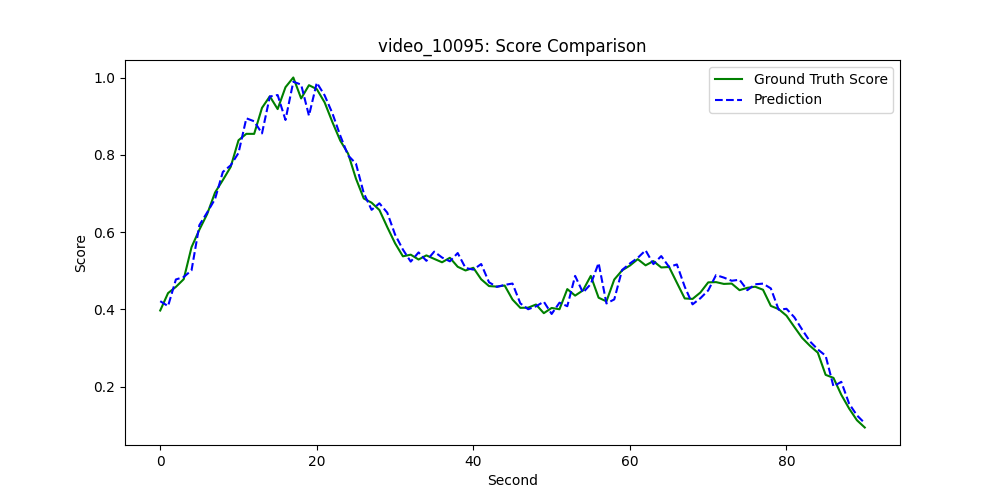 video_10095: Score Comparison
Ground Truth Score
Prediction
Score
1.0
0.8
0.6
0.4
0.2
0 20 40 60 80
Second